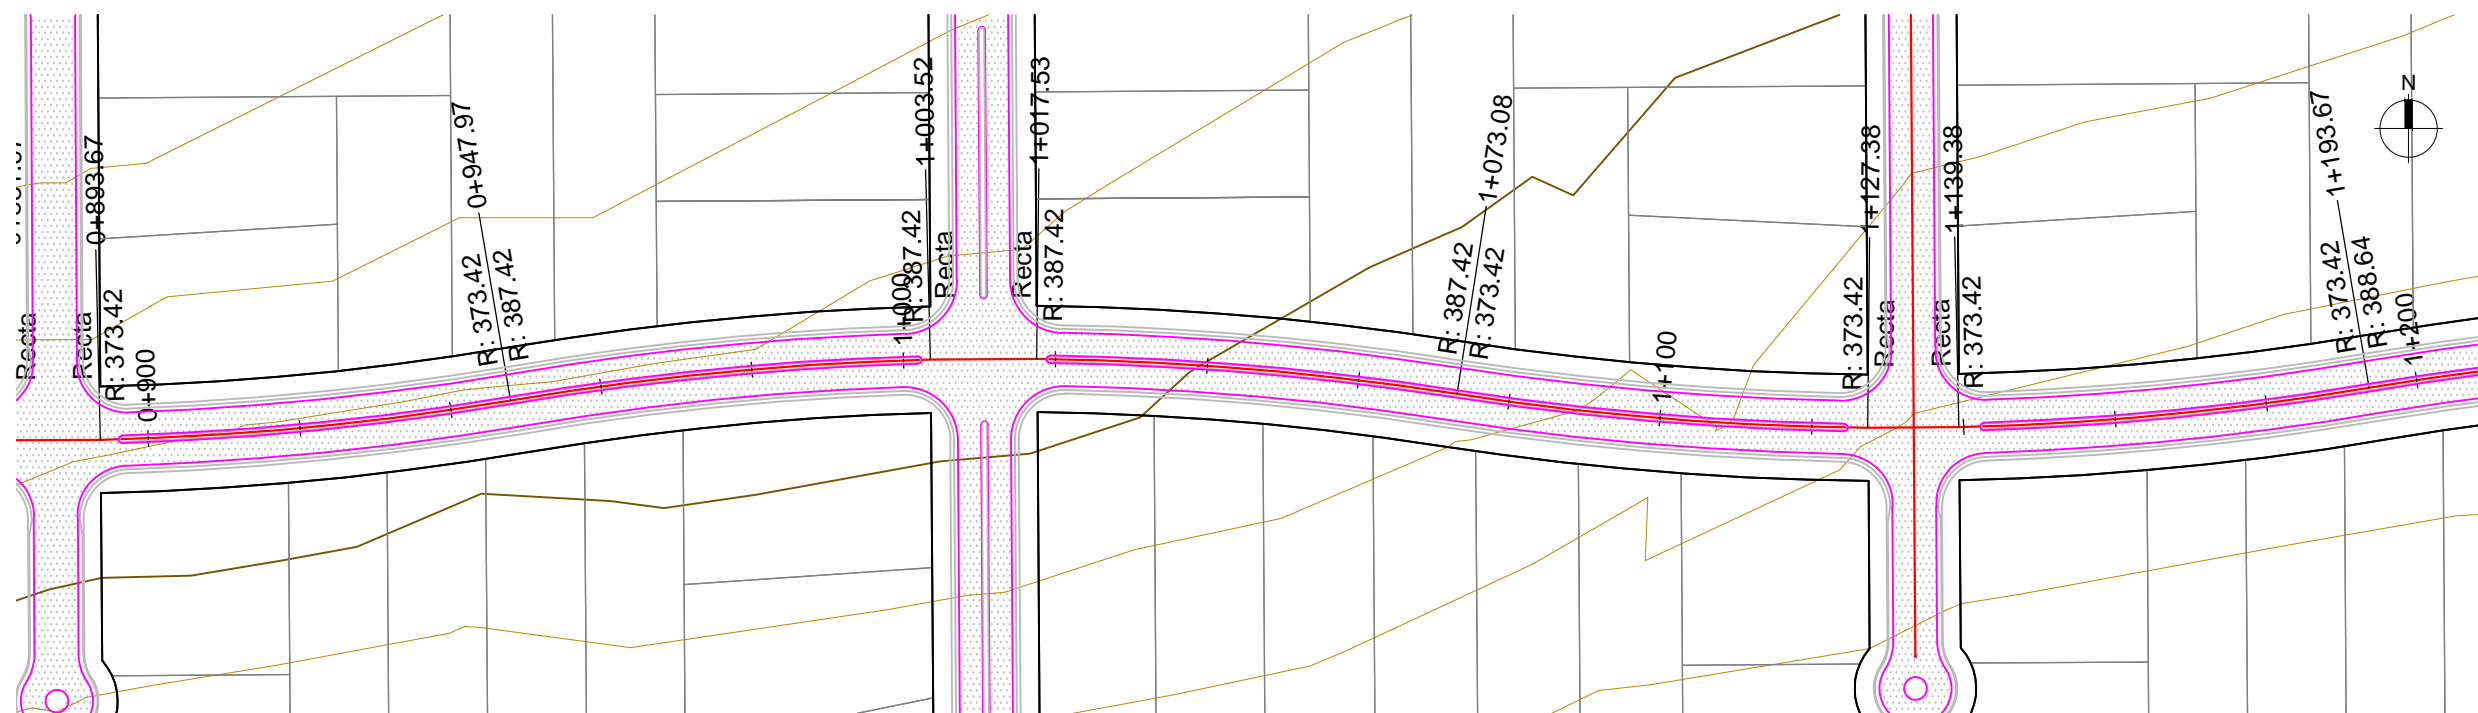 Recta
Recta
0+893.67
R: 373.42
0+900
0+947.97
R: 373.42
R: 387.42
1+003.52
R: 387.42
1+000
Recta
Recta
1+017.53
R: 387.42
1+073.08
R: 387.42
R: 373.42
1+100
1+127.38
R: 373.42
Recta
Recta
1+139.38
R: 373.42
1+193.67
R: 373.42
R: 388.64
1+200
N